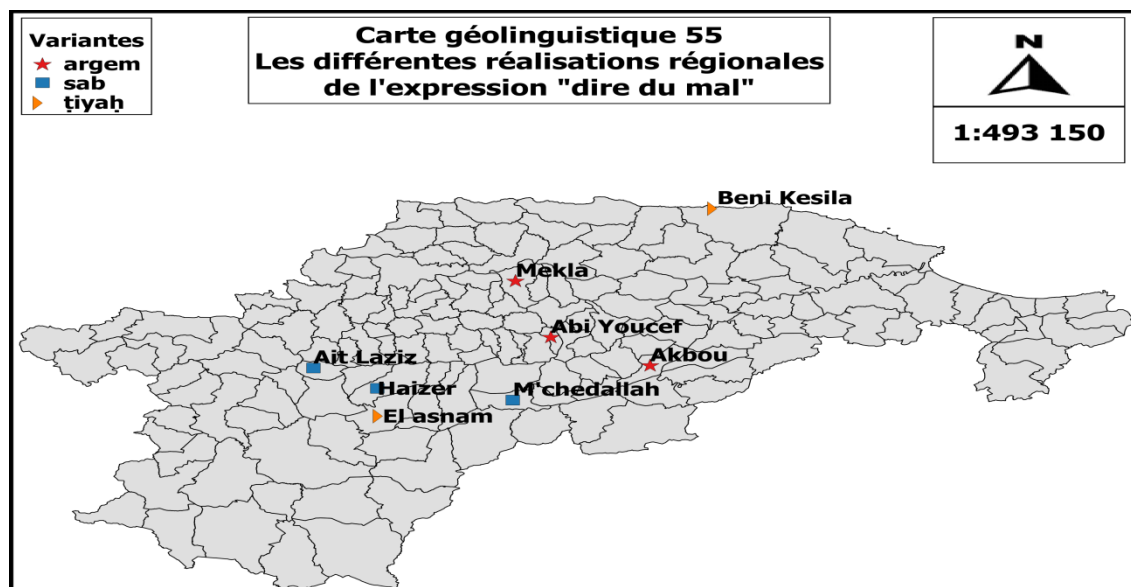 Variantes
argem
sab
ṭiyaḥ
Carte géolinguistique 55
Les différentes réalisations régionales
de l'expression "dire du mal"
N
1:493 150
Beni Kesila
Mekla
Abi Youcef
Ait Laziz
Akbou
Haizer
M'chedallah
El asnam